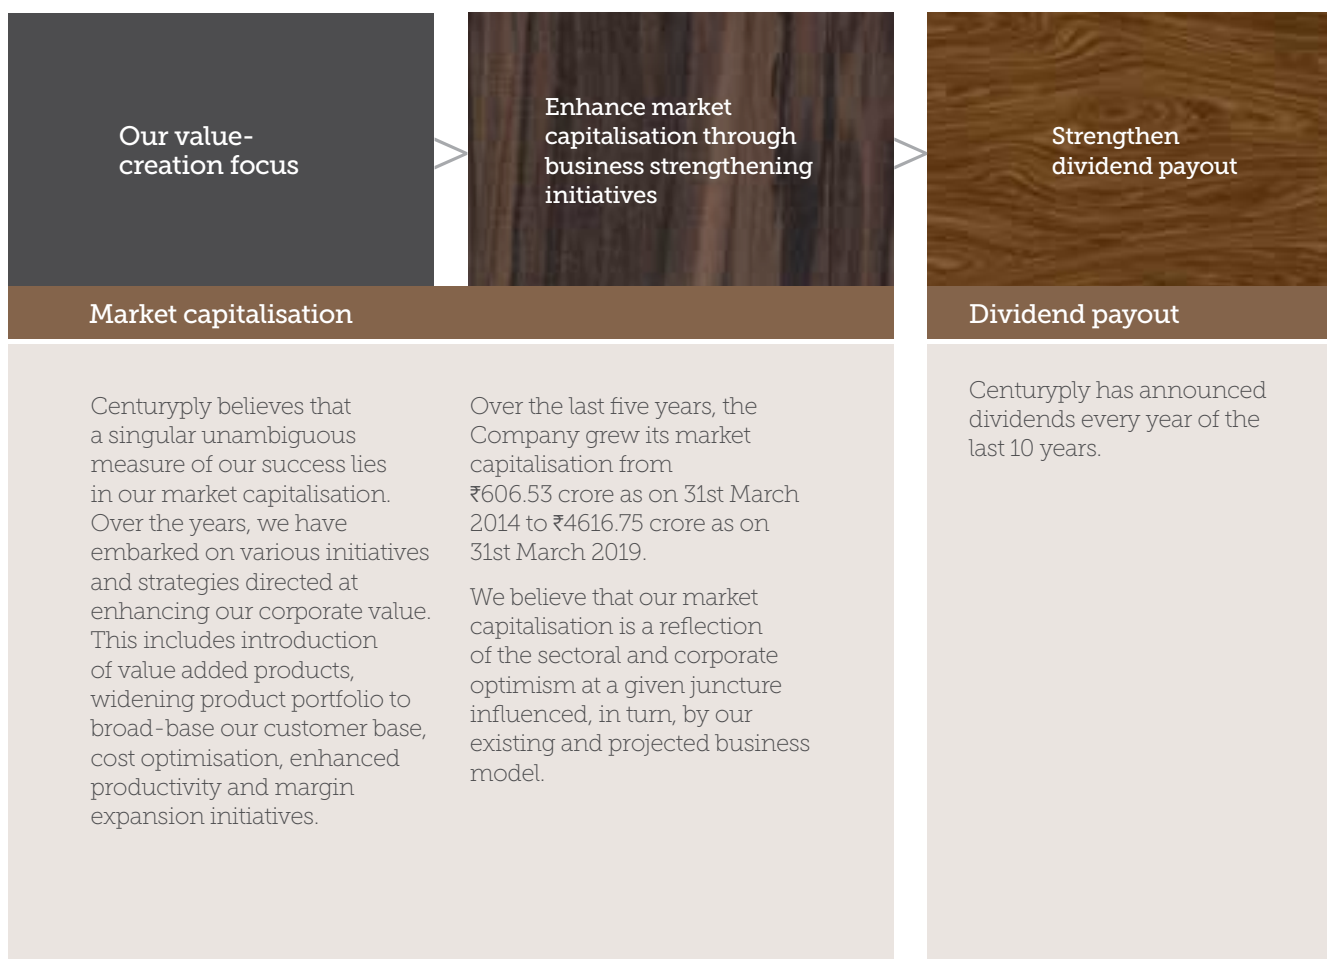 Our value-
creation focus
Enhance market
capitalisation through
business strengthening
initiatives
Strengthen
dividend payout
Market capitalisation
Centuryply believes that
a singular unambiguous
measure of our success lies
in our market capitalisation.
Over the years, we have
embarked on various initiatives
and strategies directed at
enhancing our corporate value.
This includes introduction
of value added products,
widening product portfolio to
broad-base our customer base,
cost optimisation, enhanced
productivity and margin
expansion initiatives.
Over the last five years, the
Company grew its market
capitalisation from
₹606.53 crore as on 31st March
2014 to ₹4616.75 crore as on
31st March 2019.
We believe that our market
capitalisation is a reflection
of the sectoral and corporate
optimism at a given juncture
influenced, in turn, by our
existing and projected business
model.
Dividend payout
Centuryply has announced
dividends every year of the
last 10 years.